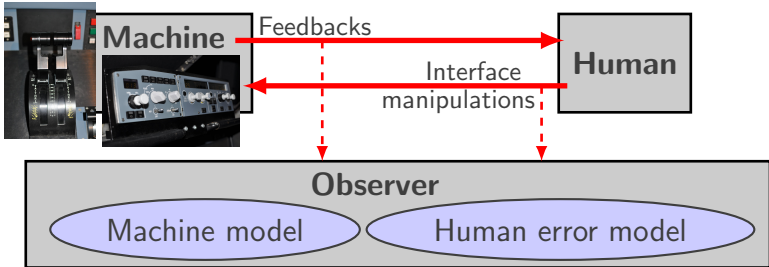 Machine
Feedbacks
Human
Interface
manipulations
Observer
Machine model
Human error model